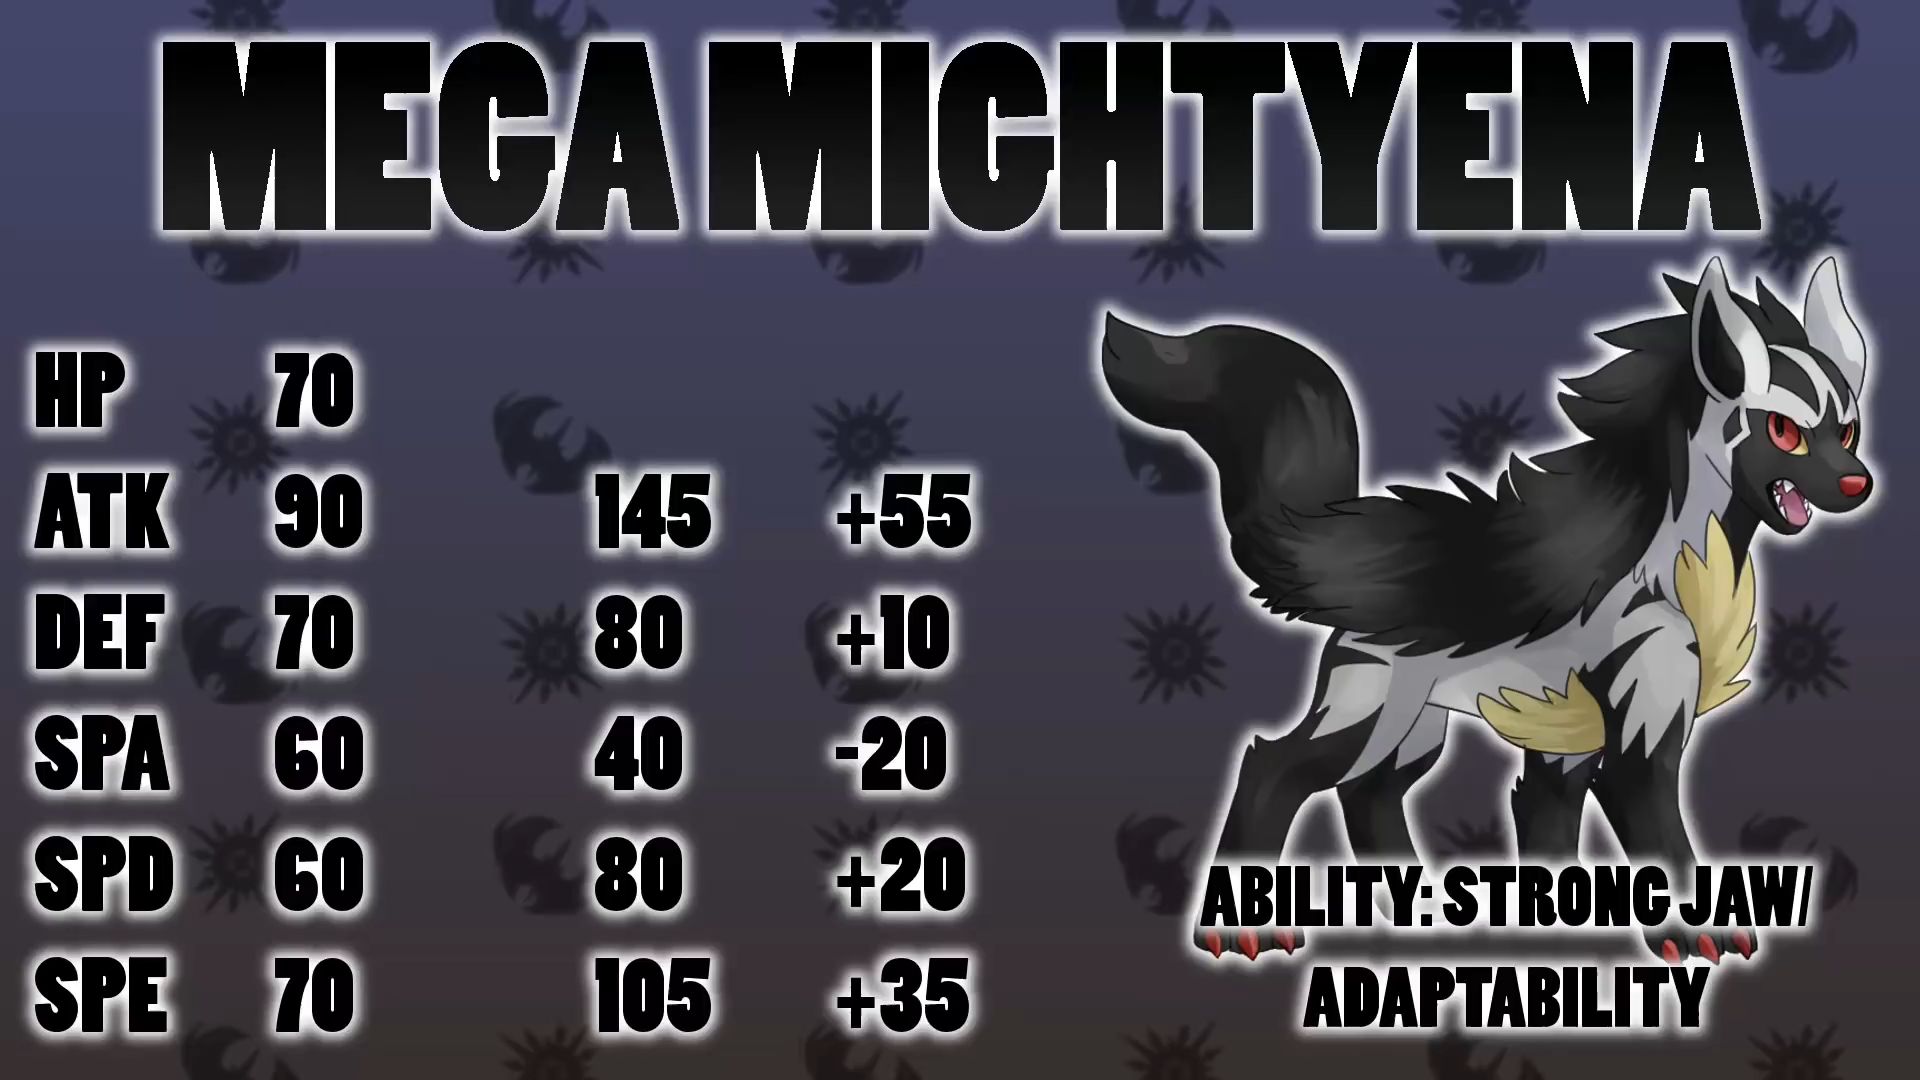 MEGA MIGHTYENA
HP 70
ATK 90 145 +55
DEF 70 80 +10
SPA 60 40 -20
SPD 60 80 +20
SPE 70 105 +35
ABILITY: STRONG JAW/
ADAPTABILITY